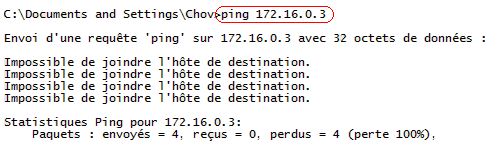 C:\Documents and Settings\Chov>ping 172.16.0.3
Envoi d'une requête 'ping' sur 172.16.0.3 avec 32 octets de données :
Impossible de joindre l'hôte de destination.
Impossible de joindre l'hôte de destination.
Impossible de joindre l'hôte de destination.
Impossible de joindre l'hôte de destination.
Statistiques Ping pour 172.16.0.3:
Paquets : envoyés = 4, reçus = 0, perdus = 4 (perte 100%),